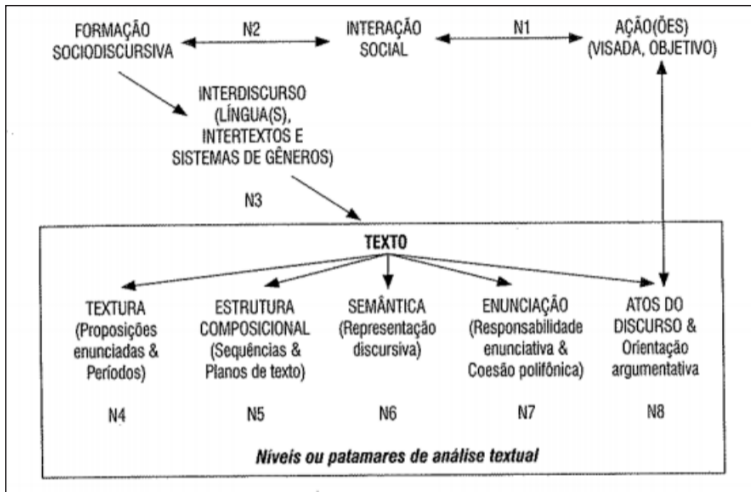 FORMAÇÃO
SOCIODISCURSIVA
N2
INTERAÇÃO
SOCIAL
N1
AÇÃO(ÕES)
(VISADA, OBJETIVO)
INTERDISCURSO
(LÍNGUA(S),
INTERTEXTOS E
SISTEMAS DE GÊNEROS)
N3
TEXTO
TEXTURA
(Proposições
enunciadas &
Períodos)
N4
ESTRUTURA
COMPOSICIONAL
(Sequências &
Planos de texto)
N5
SEMÂNTICA
(Representação
discursiva)
N6
ENUNCIAÇÃO
(Responsabilidade
enunciativa &
Coesão polifônica)
N7
ATOS DO
DISCURSO &
Orientação
argumentativa
N8
Níveis ou patamares de análise textual